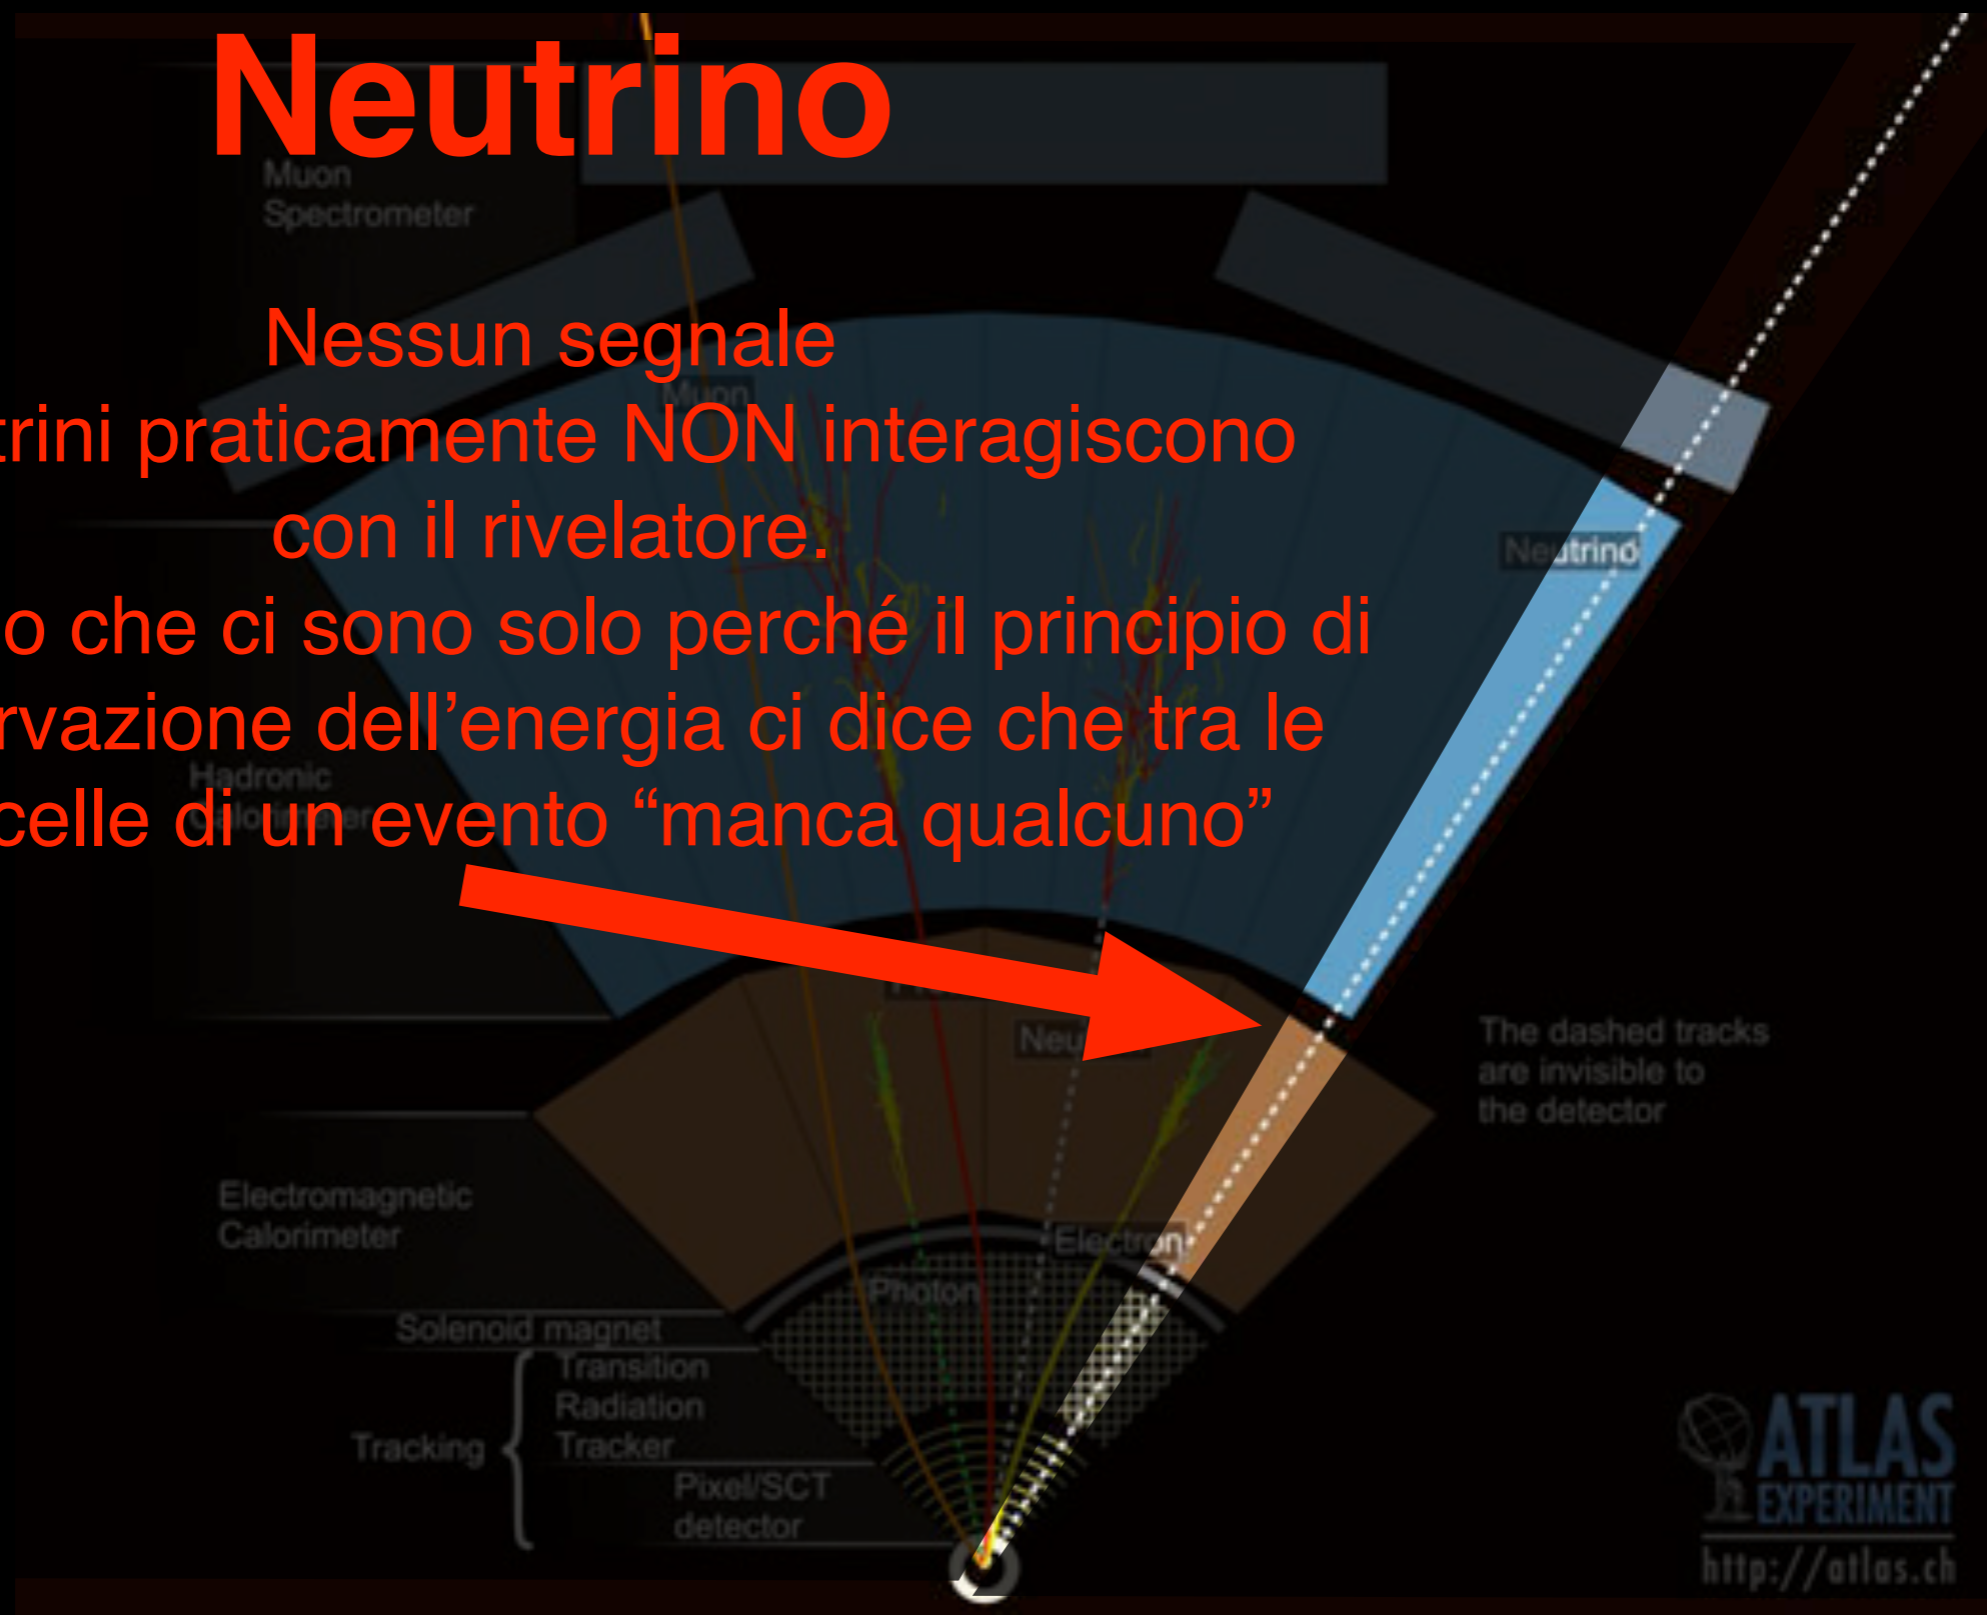 Neutrino
Muon
Spectrometer
Nessun segnale
Muon
trini praticamente NON interagiscono
con il rivelatore.
Neutrino
o che ci sono solo perché il principio di
rvazione dell’energia ci dice che tra le
Hadronic
Calorimeter
celle di un evento “manca qualcuno”
Neu
The dashed tracks
are invisible to
the detector
Electromagnetic
Calorimeter
Electron
Photon
Solenoid magnet
Transition
Radiation
Tracker
Tracking
Pixel/SCT
detector
ATLAS
EXPERIMENT
http://atlas.ch